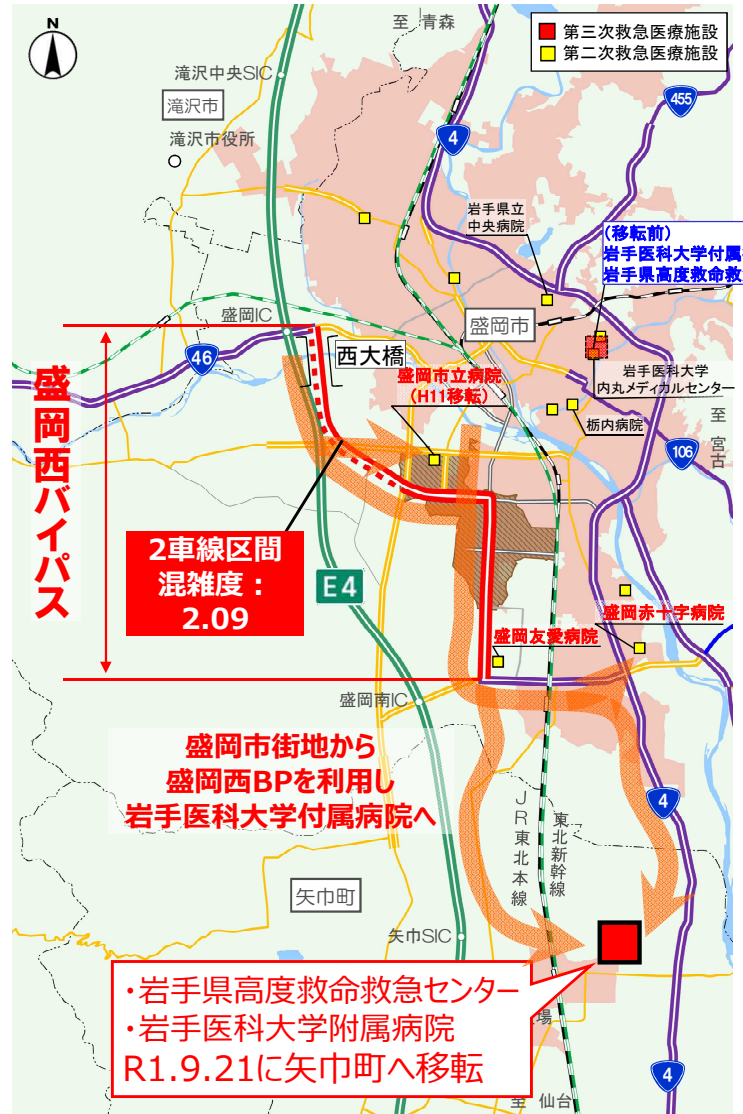 N
至 青森
第三次救急医療施設
第二次救急医療施設
滝沢中央SIC
滝沢市
滝沢市役所
455
4
岩手県立
中央病院
(移転前)
岩手医科大学付属
岩手県高度救命救
盛岡IC
盛岡市
46
西大橋
盛岡市立病院
(H11移転)
岩手医科大学
内丸メディカルセンター
栃内病院
至 宮古
106
盛岡西バイパス
2車線区間
混雑度：
2.09
E4
盛岡赤十字病院
盛岡友愛病院
盛岡南IC
盛岡市街地から
盛岡西BPを利用し
岩手医科大学付属病院へ
JR東北本線
東北新幹線
4
矢巾町
矢巾SIC
・岩手県高度救命救急センター
・岩手医科大学附属病院
R1.9.21に矢巾町へ移転
場
4
至 仙台